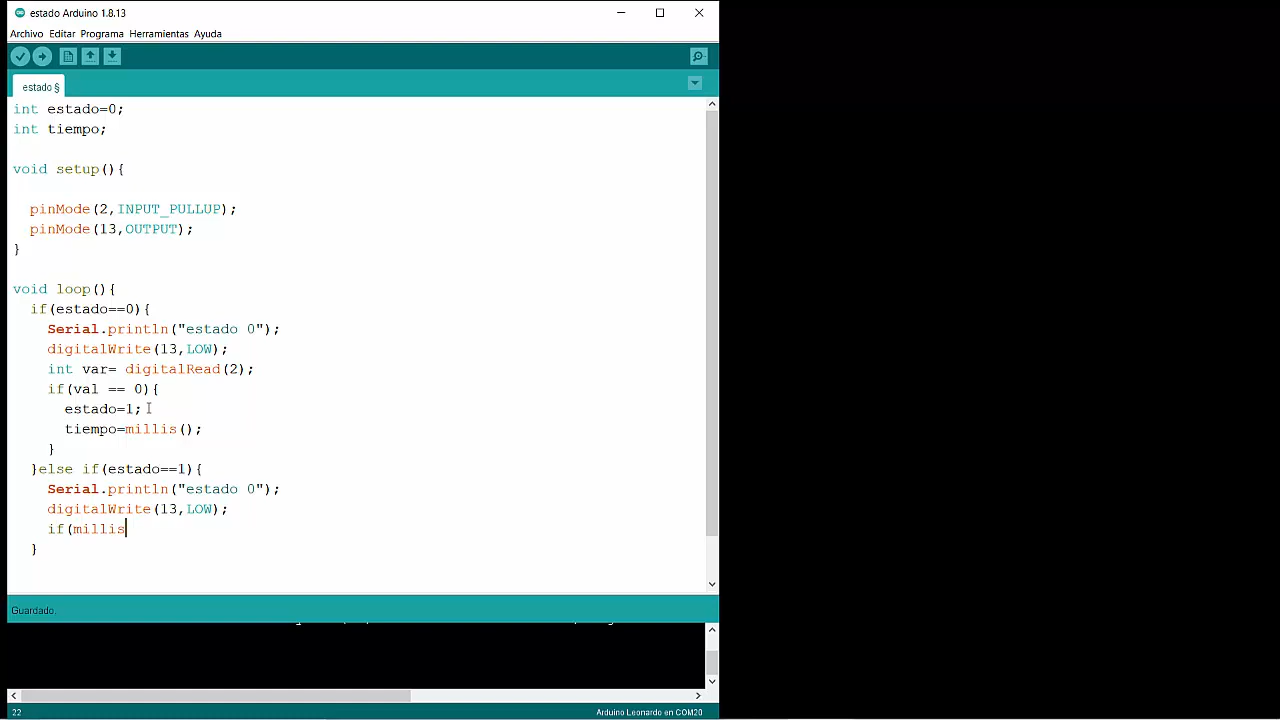 estado Arduino 1.8.13
Archivo Editar Programa Herramientas Ayuda
estado §
int estado=0;
int tiempo;
void setup(){
pinMode(2,INPUT_PULLUP);
pinMode(13,OUTPUT);
}
void loop(){
if(estado==0){
Serial.println("estado 0");
digitalWrite(13,LOW);
int var= digitalRead(2);
if(val == 0){
estado=1;
tiempo=millis();
}
}else if(estado==1){
Serial.println("estado 0");
digitalWrite(13,LOW);
if(millis
}
Guardado.
22
Arduino Leonardo en COM20